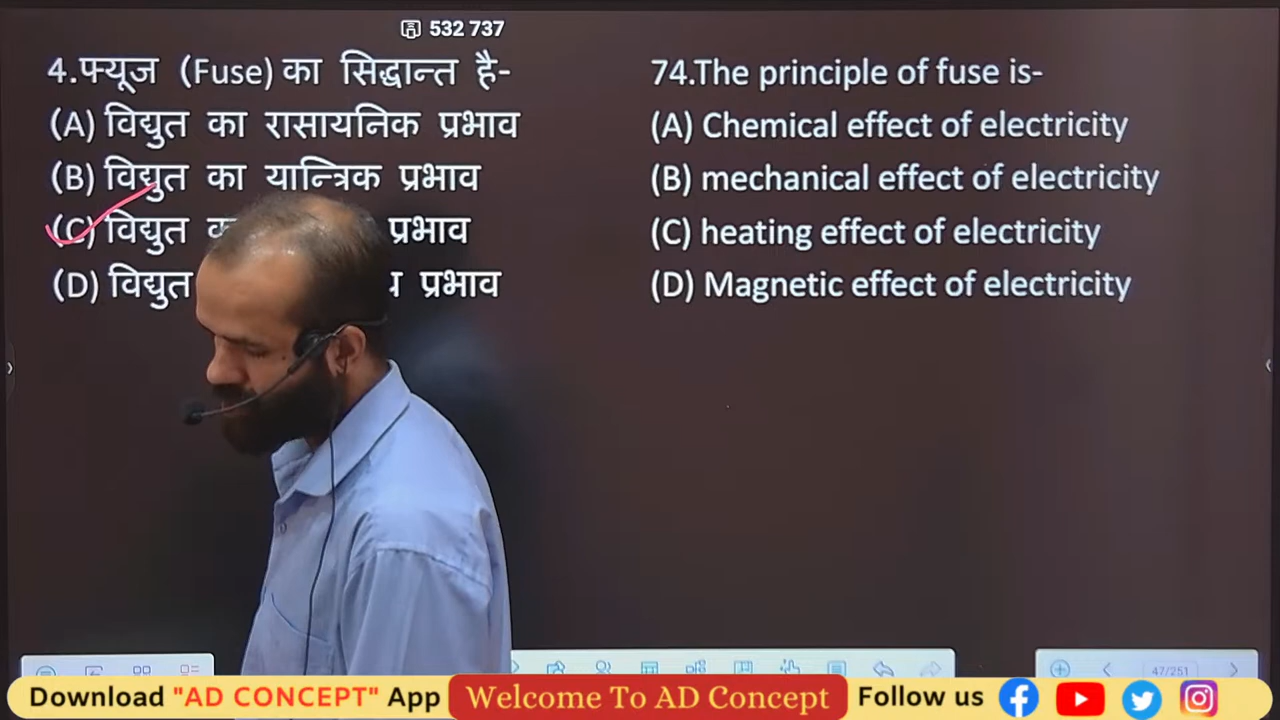 532 737
4.फ्यूज (Fuse) का सिद्धान्त है-
(A) विद्युत का रासायनिक प्रभाव
(B) विद्युत का यान्त्रिक प्रभाव
(C) विद्युत प्रभाव
(D) विद्युत प्रभाव
74.The principle of fuse is-
(A) Chemical effect of electricity
(B) mechanical effect of electricity
(C) heating effect of electricity
(D) Magnetic effect of electricity
47/251
Download "AD CONCEPT" App Welcome To AD Concept Follow us